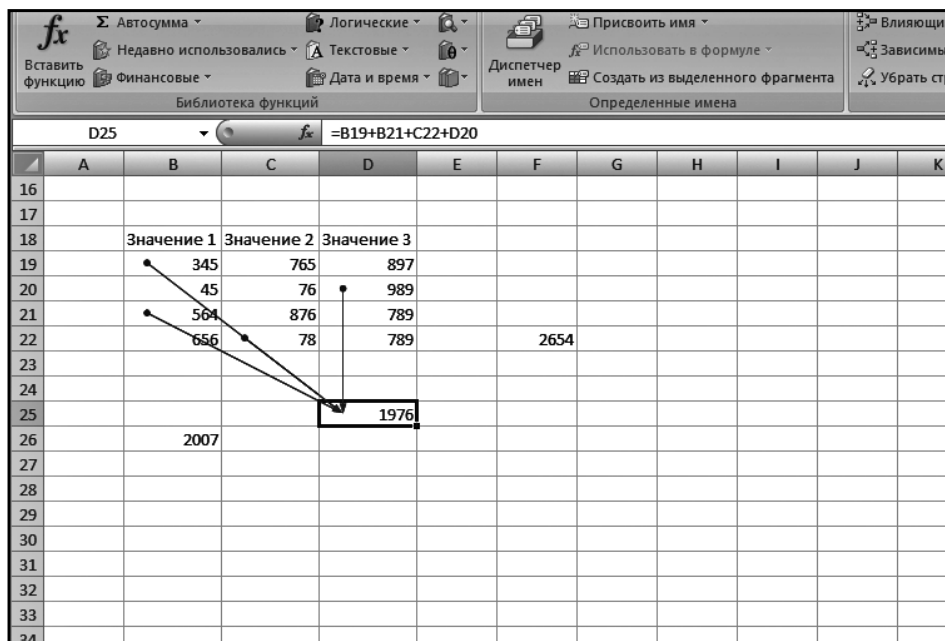 fx Σ Автосумма Логические Присвоить имя Влияющи
Недавно использовались Текстовые fx Использовать в формуле Зависимы
Вставить функцию Финансовые Дата и время Диспетчер имен Создать из выделенного фрагмента Убрать ст
Библиотека функций Определенные имена
D25 fx =B19+B21+C22+D20
A B C D E F G H I J K
16
17
18 Значение 1 Значение 2 Значение 3
19 345 765 897
20 45 76 989
21 564 876 789
22 656 78 789 2654
23
24
25 1976
26 2007
27
28
29
30
31
32
33
34